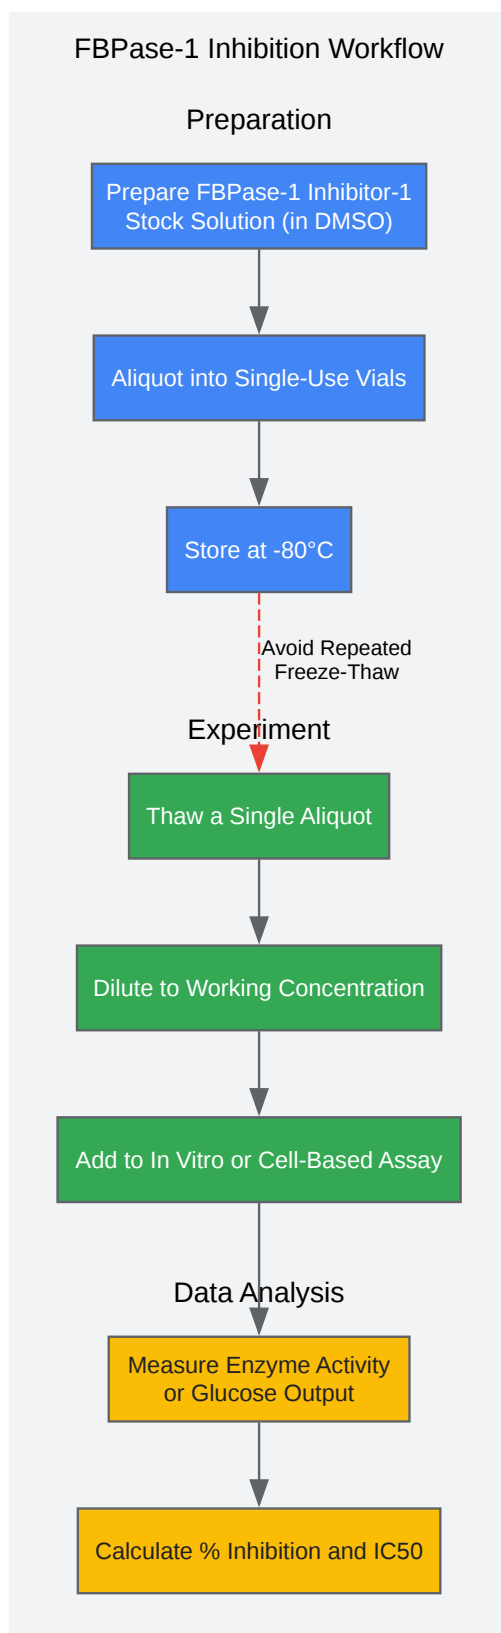 FBPase-1 Inhibition Workflow
Preparation
Prepare FBPase-1 Inhibitor-1
Stock Solution (in DMSO)
Aliquot into Single-Use Vials
Store at -80°C
Avoid Repeated
Freeze-Thaw
Experiment
Thaw a Single Aliquot
Dilute to Working Concentration
Add to In Vitro or Cell-Based Assay
Data Analysis
Measure Enzyme Activity
or Glucose Output
Calculate % Inhibition and IC50